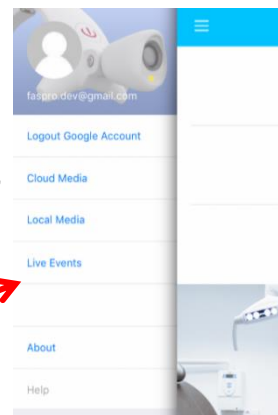 faspro.dev@gmail.com
Logout Google Account
Cloud Media
Local Media
Live Events
About
Help